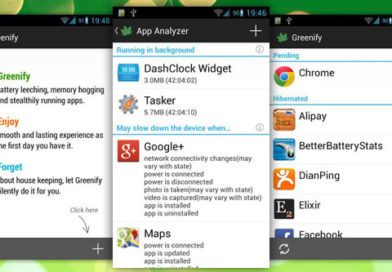 19:48
Greenify
battery leeching, memory hogging
and stealthily running apps.
Enjoy
smooth and lasting experience as
the first day you have it.
Forget
about house keeping, let Greenify
silently do it for you.
Click here
19:46
App Analyzer
Running in background
DashClock Widget
3.0MB (42:04:02)
Tasker
5.7MB (42:04:10)
May slow down the device when...
Google+
network connectivity changes(may
vary with state)
power is connected
power is disconnected
photo is taken(may vary with state)
video is captured(may vary with state)
app is installed
app is uninstalled
Maps
power is connected
app is updated
app is installed
app is uninstalled
19:4
Greenify
Pending
Chrome
Hibernated
Alipay
BetterBatteryStats
DianPing
Elixir
Facebook